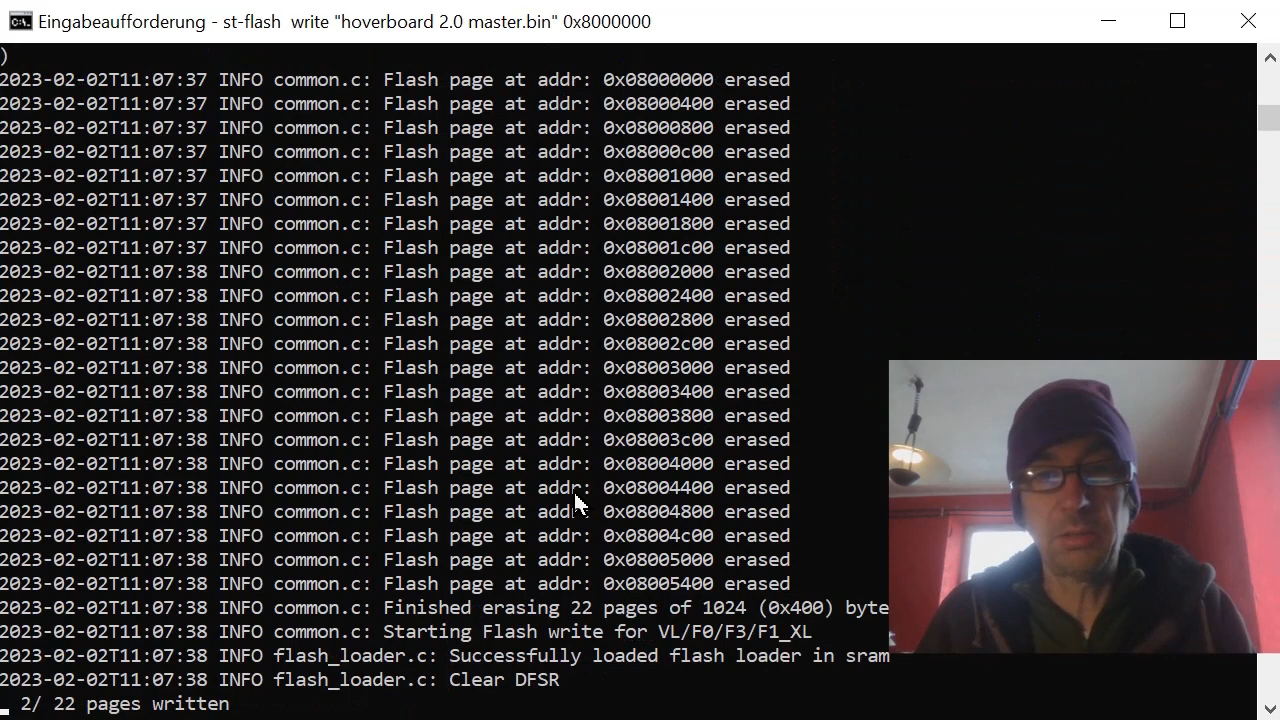 Eingabeaufforderung - st-flash  write "hoverboard 2.0 master.bin" 0x8000000
)
2023-02-02T11:07:37 INFO common.c: Flash page at addr: 0x08000000 erased
2023-02-02T11:07:37 INFO common.c: Flash page at addr: 0x08000400 erased
2023-02-02T11:07:37 INFO common.c: Flash page at addr: 0x08000800 erased
2023-02-02T11:07:37 INFO common.c: Flash page at addr: 0x08000c00 erased
2023-02-02T11:07:37 INFO common.c: Flash page at addr: 0x08001000 erased
2023-02-02T11:07:37 INFO common.c: Flash page at addr: 0x08001400 erased
2023-02-02T11:07:37 INFO common.c: Flash page at addr: 0x08001800 erased
2023-02-02T11:07:37 INFO common.c: Flash page at addr: 0x08001c00 erased
2023-02-02T11:07:38 INFO common.c: Flash page at addr: 0x08002000 erased
2023-02-02T11:07:38 INFO common.c: Flash page at addr: 0x08002400 erased
2023-02-02T11:07:38 INFO common.c: Flash page at addr: 0x08002800 erased
2023-02-02T11:07:38 INFO common.c: Flash page at addr: 0x08002c00 erased
2023-02-02T11:07:38 INFO common.c: Flash page at addr: 0x08003000 erased
2023-02-02T11:07:38 INFO common.c: Flash page at addr: 0x08003400 erased
2023-02-02T11:07:38 INFO common.c: Flash page at addr: 0x08003800 erased
2023-02-02T11:07:38 INFO common.c: Flash page at addr: 0x08003c00 erased
2023-02-02T11:07:38 INFO common.c: Flash page at addr: 0x08004000 erased
2023-02-02T11:07:38 INFO common.c: Flash page at addr: 0x08004400 erased
2023-02-02T11:07:38 INFO common.c: Flash page at addr: 0x08004800 erased
2023-02-02T11:07:38 INFO common.c: Flash page at addr: 0x08004c00 erased
2023-02-02T11:07:38 INFO common.c: Flash page at addr: 0x08005000 erased
2023-02-02T11:07:38 INFO common.c: Flash page at addr: 0x08005400 erased
2023-02-02T11:07:38 INFO common.c: Finished erasing 22 pages of 1024 (0x400) byte
2023-02-02T11:07:38 INFO common.c: Starting Flash write for VL/F0/F3/F1_XL
2023-02-02T11:07:38 INFO flash_loader.c: Successfully loaded flash loader in sram
2023-02-02T11:07:38 INFO flash_loader.c: Clear DFSR
2/ 22 pages written